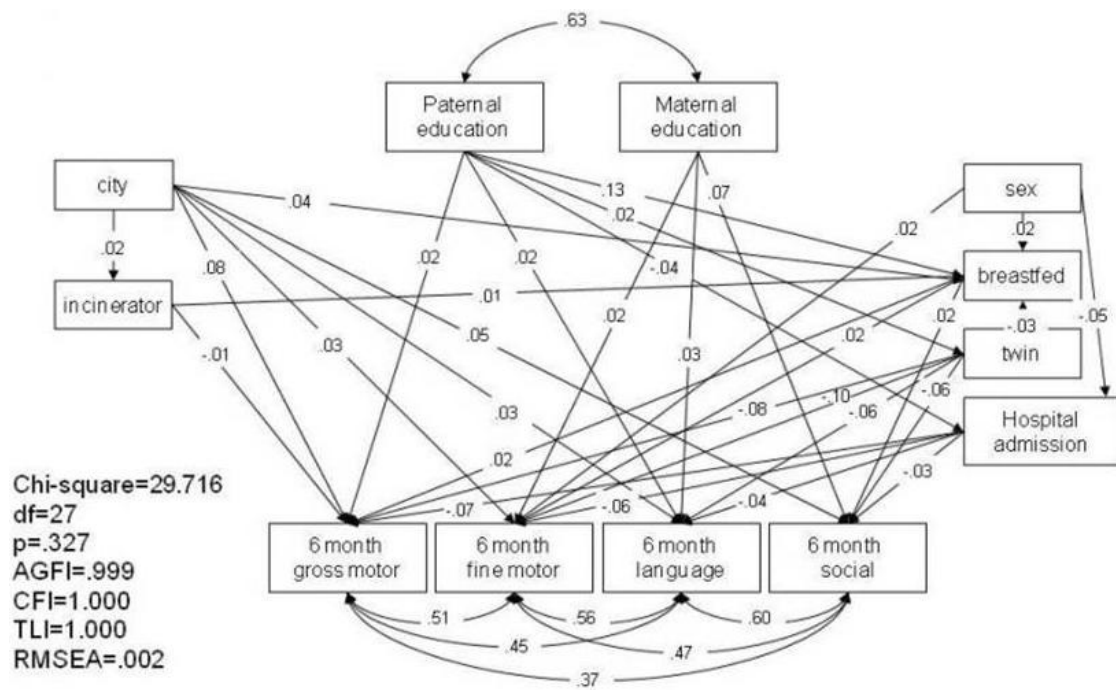 .63
Paternal
education
Maternal
education
city
sex
.13
.07
.04
.02
.02
.02
.02
-.04
breastfed
.08
.02
.02
incinerator
.01
.02
.02
-.05
-.03
-.01
.03
.05
.03
twin
-.10
-.06
-.08
-.06
.03
Hospital
admission
.02
-.03
-.04
-.06
-.07
Chi-square=29.716
df=27
p=.327
AGFI=.999
CFI=1.000
TLI=1.000
RMSEA=.002
6 month
gross motor
6 month
fine motor
6 month
language
6 month
social
.51
.56
.60
.45
.47
.37